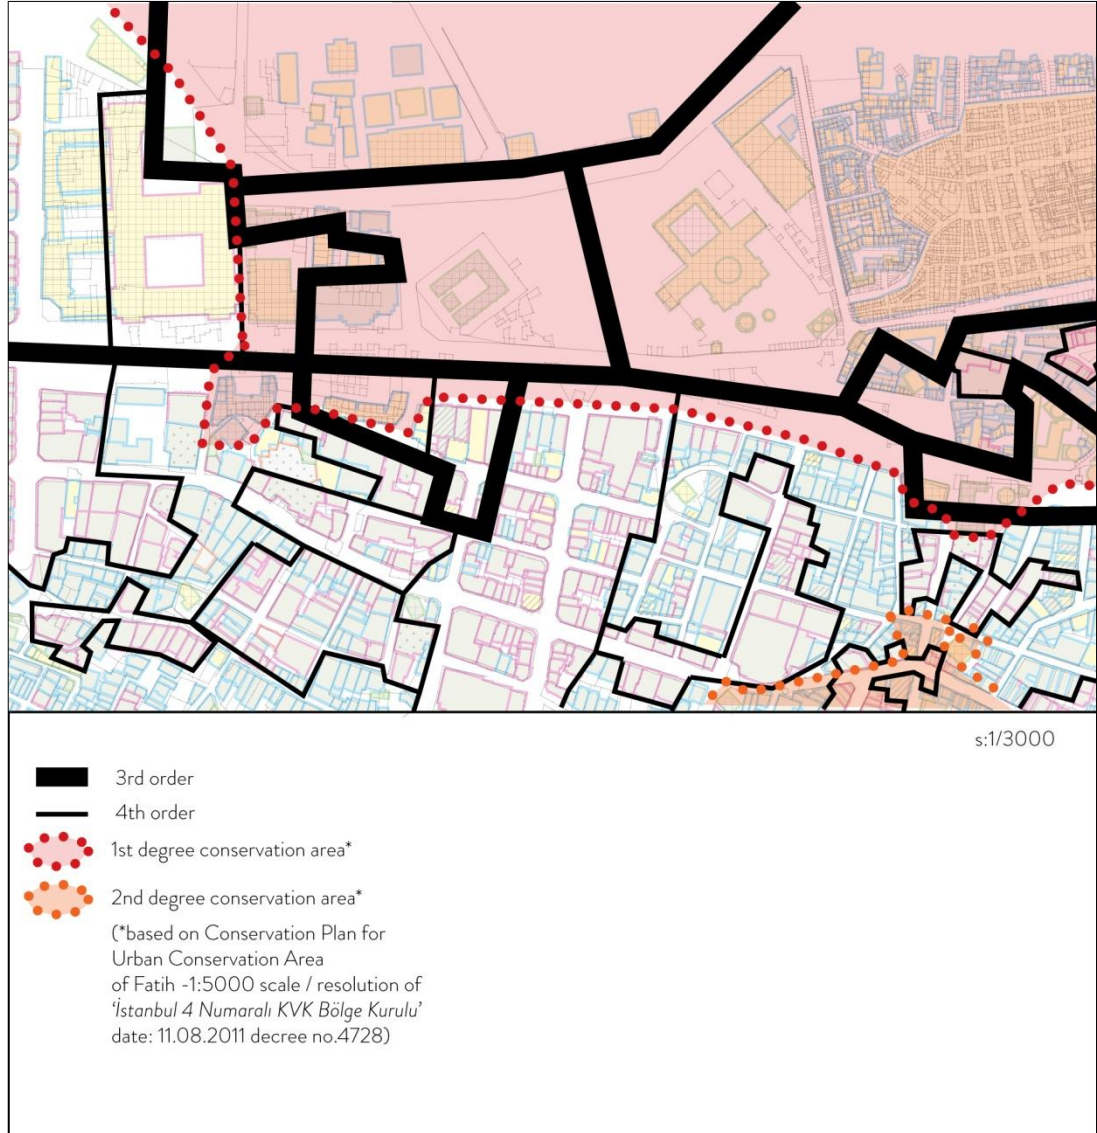 s:1/3000
3rd order
4th order
1st degree conservation area*
2nd degree conservation area*
(*based on Conservation Plan for
Urban Conservation Area
of Fatih -1:5000 scale / resolution of
‘İstanbul 4 Numaralı KVK Bölge Kurulu’
date: 11.08.2011 decree no.4728)